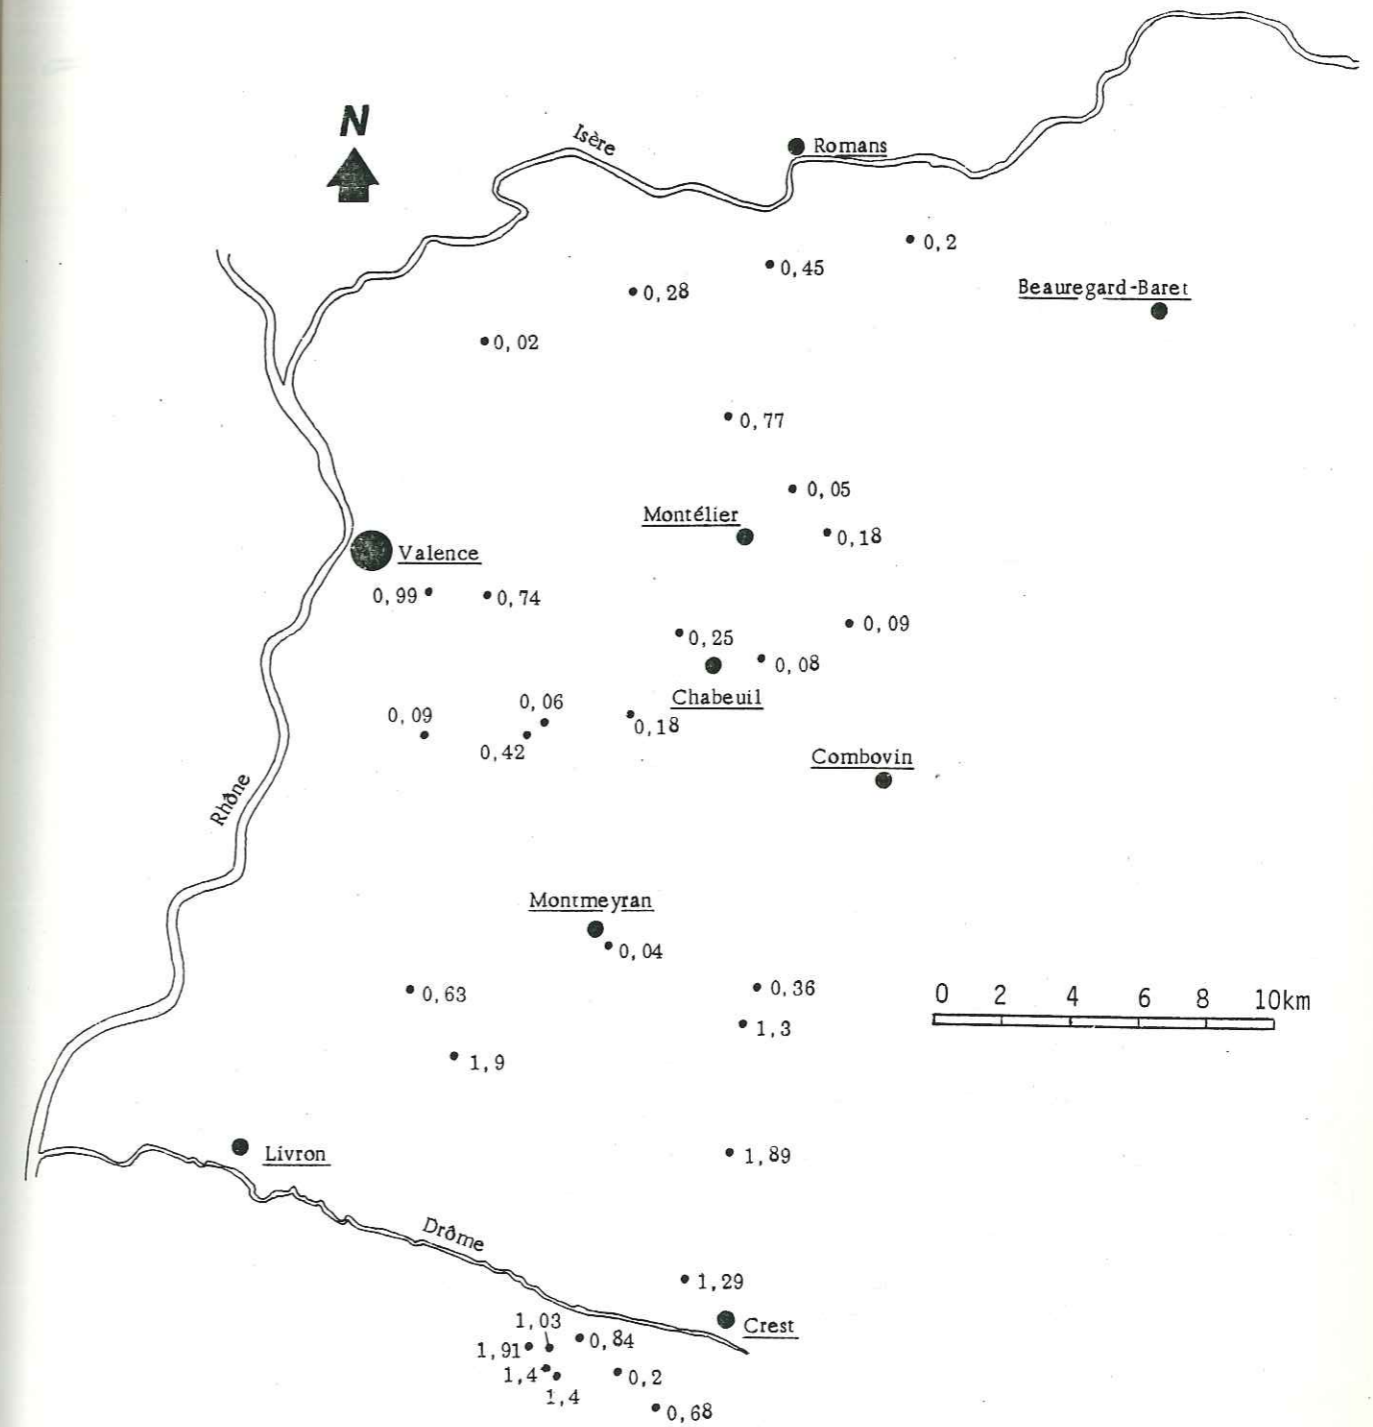 N
Isère
Romans
0,2
0,45
Beauregard-Baret
0,28
0,02
0,77
0,05
Montélier
0,18
Valence
0,99
0,74
0,09
0,25
0,08
Chabeuil
0,06
0,09
0,18
0,42
Combovin
Rhône
Montmeyran
0,04
0,63
0,36
0 2 4 6 8 10km
1,3
1,9
Livron
1,89
Drôme
1,29
1,03
Crest
0,84
1,91
1,4
0,2
1,4
0,68